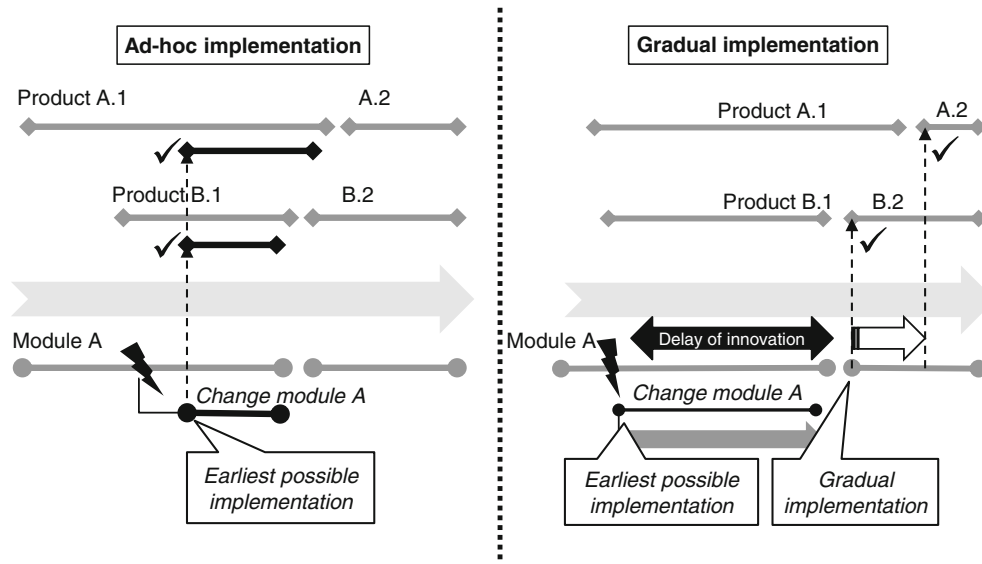 Ad-hoc implementation
Product A.1
A.2
Product B.1
B.2
Module A
Change module A
Earliest possible
implementation
Gradual implementation
Product A.1
A.2
Product B.1
B.2
Module A
Delay of innovation
Change module A
Earliest possible
implementation
Gradual
implementation